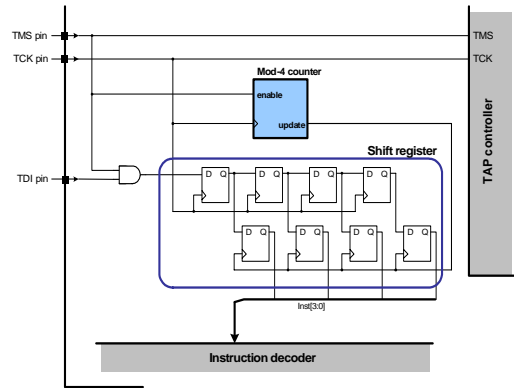 TMS pin
TMS
TCK pin
TCK
Mod-4 counter
enable
update
TAP controller
Shift register
TDI pin
D Q
D Q
D Q
D Q
D Q
D Q
D Q
D Q
Inst[3:0]
Instruction decoder